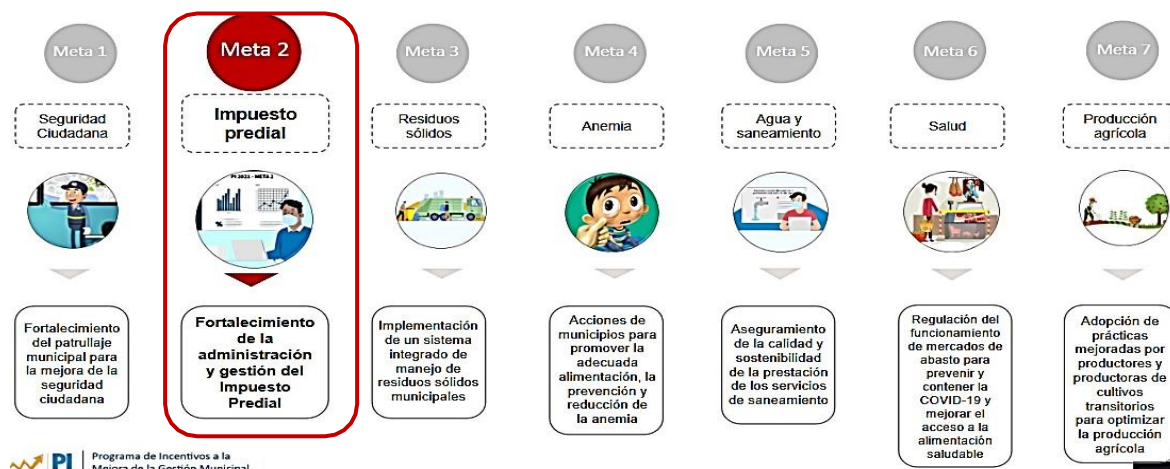 Meta 1
Meta 2
Meta 3
Meta 4
Meta 5
Meta 6
Meta 7
Seguridad
Ciudadana
Impuesto
predial
Residuos
sólidos
Anemia
Agua y
saneamiento
Salud
Producción
agrícola
Fortalecimiento
del patrullaje
municipal para
la mejora de la
seguridad
ciudadana
Fortalecimiento
de la
administración
y gestión del
Impuesto
Predial
Implementación
de un sistema
integrado de
manejo de
residuos sólidos
municipales
Acciones de
municipios para
promover la
adecuada
alimentación, la
prevención y
reducción de
la anemia
Aseguramiento
de la calidad y
sostenibilidad
de la prestación
de los servicios
de saneamiento
Regulación del
funcionamiento
de mercados de
abasto para
prevenir y
contener la
COVID-19 y
mejorar el
acceso a la
alimentación
saludable
Adopción de
prácticas
mejoradas por
productores y
productoras de
cultivos
transitorios
para optimizar
la producción
agrícola
PI
Programa de Incentivos a la
Mejora de la Gestión Municipal